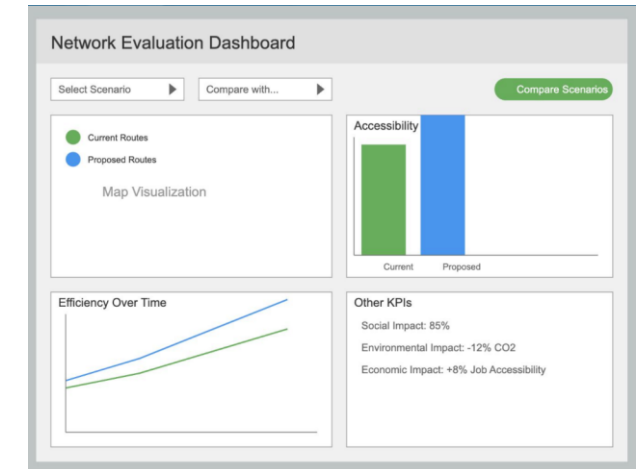 Network Evaluation Dashboard
Select Scenario
Compare with...
Compare Scenarios
Current Routes
Proposed Routes
Map Visualization
Accessibility
Current
Proposed
Efficiency Over Time
Other KPIs
Social Impact: 85%
Environmental Impact: -12% CO2
Economic Impact: +8% Job Accessibility